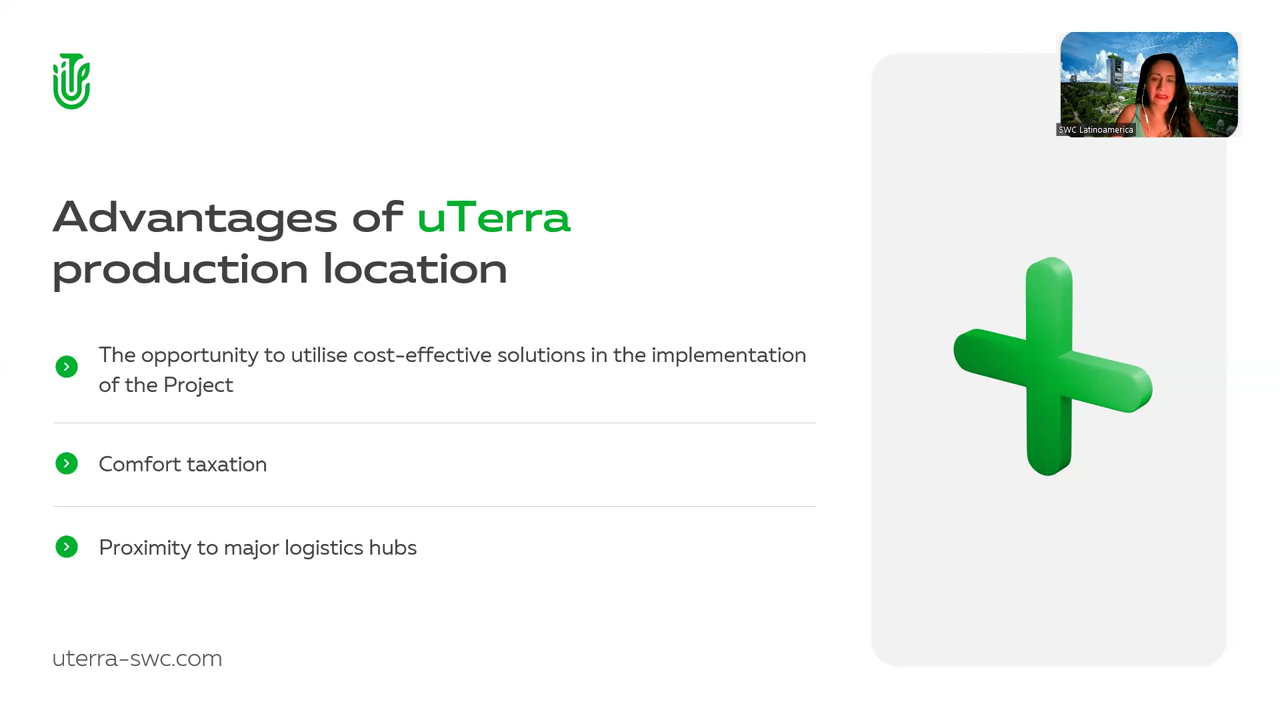 SWC Latinoamerica
Advantages of uTerra
production location
The opportunity to utilise cost-effective solutions in the implementation
of the Project
Comfort taxation
Proximity to major logistics hubs
uterra-swc.com